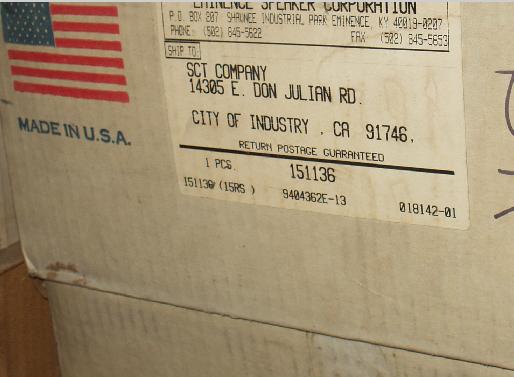 EMINENCE SPEAKER CORPORATION
P.O. BOX 207 SHAWNEE INDUSTRIAL PARK EMINENCE, KY 40019-0207
PHONE: (502) 845-5622 FAX (502) 845-5653
SHIP TO:
SCT COMPANY
14305 E. DON JULIAN RD.
CITY OF INDUSTRY , CA 91746,
RETURN POSTAGE GUARANTEED
1 PCS. 151136
151136 (15RS ) 9404362E-13 018142-01
MADE IN U.S.A.